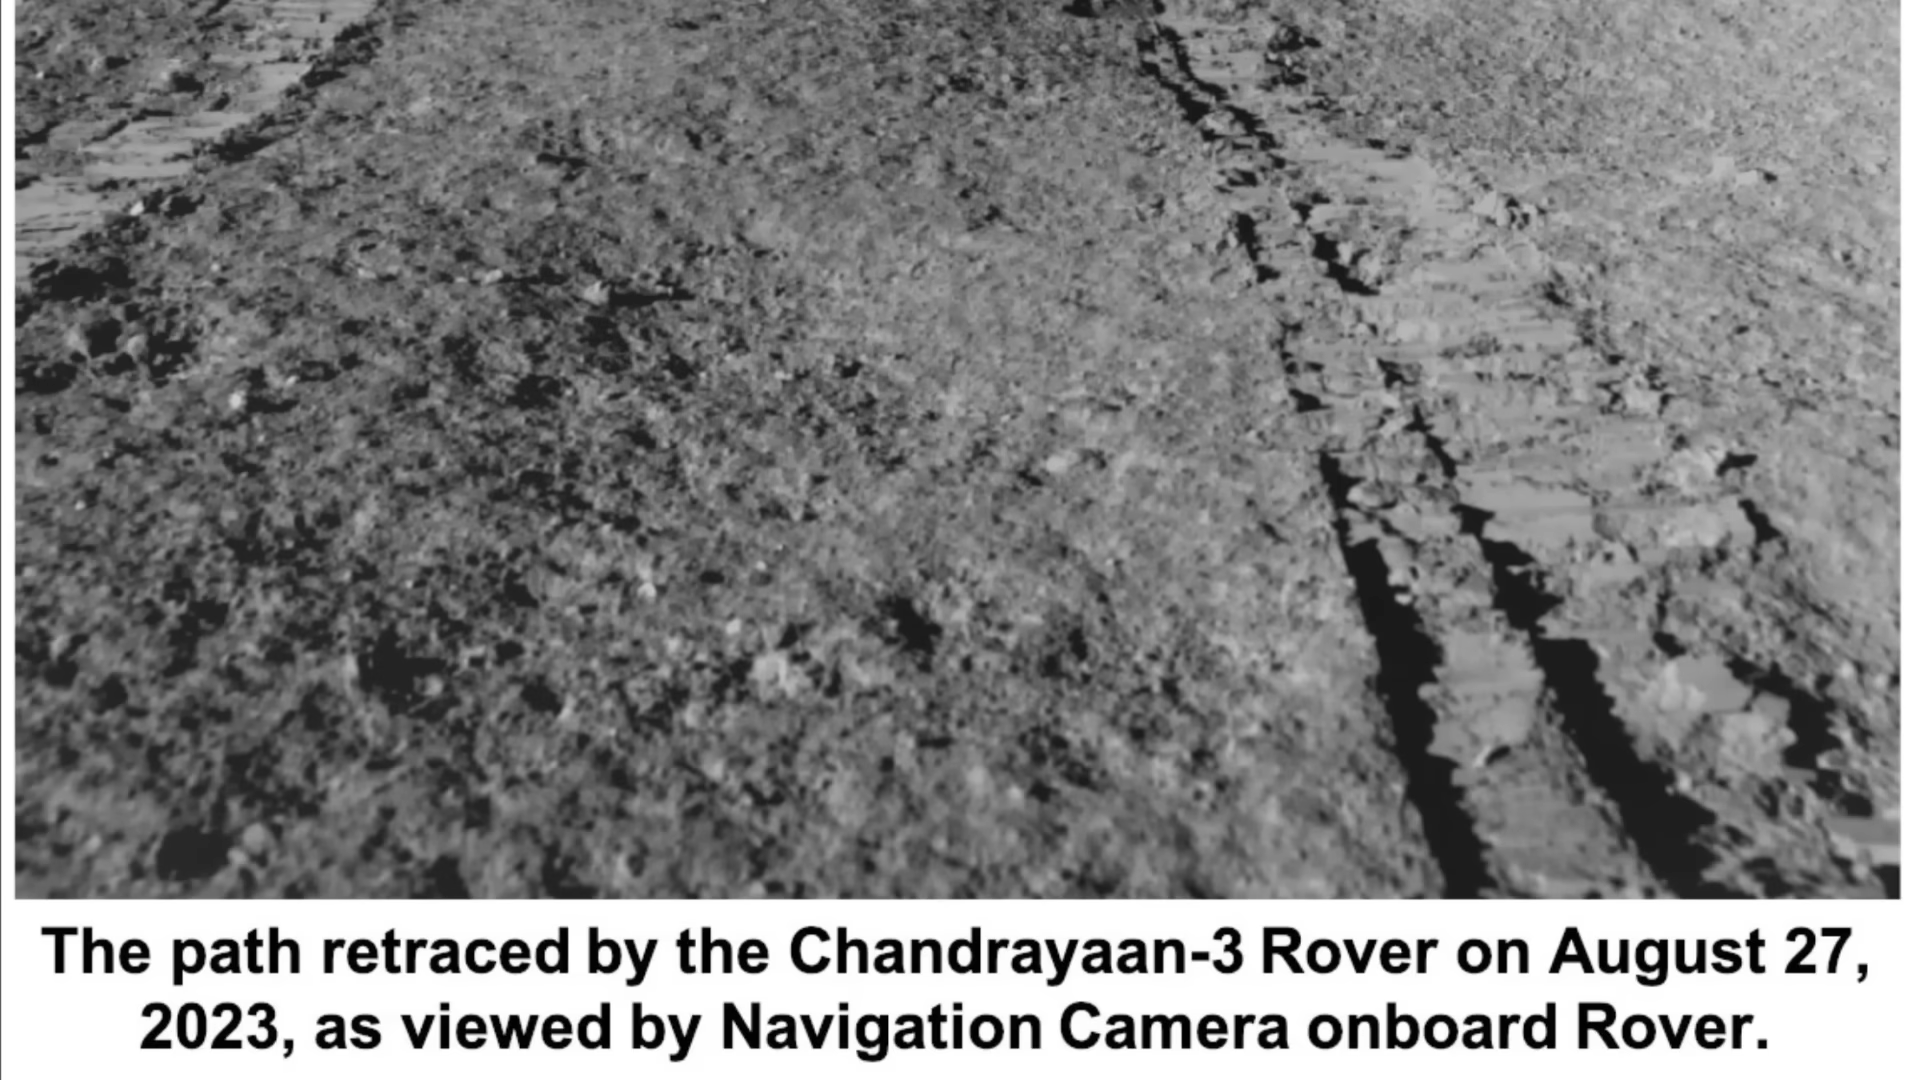 The path retraced by the Chandrayaan-3 Rover on August 27,
2023, as viewed by Navigation Camera onboard Rover.